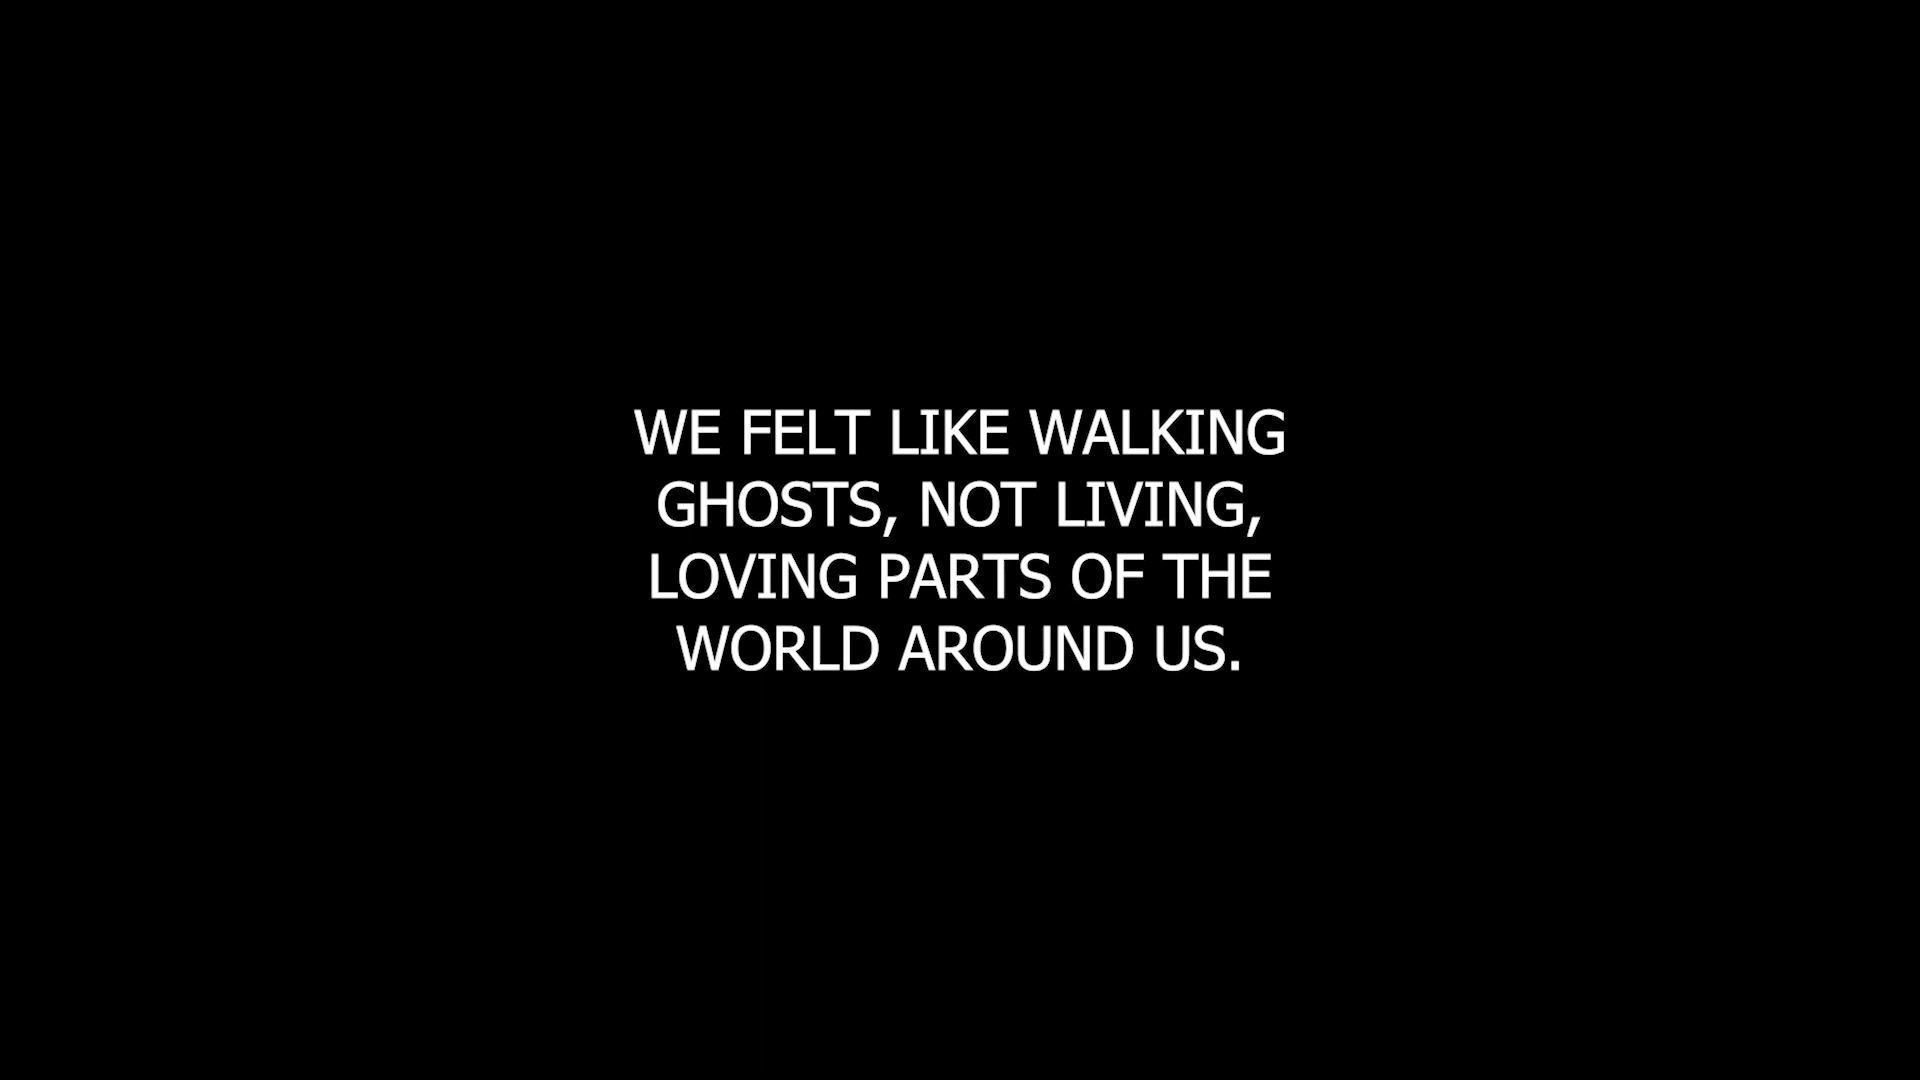 WE FELT LIKE WALKING
GHOSTS, NOT LIVING,
LOVING PARTS OF THE
WORLD AROUND US.